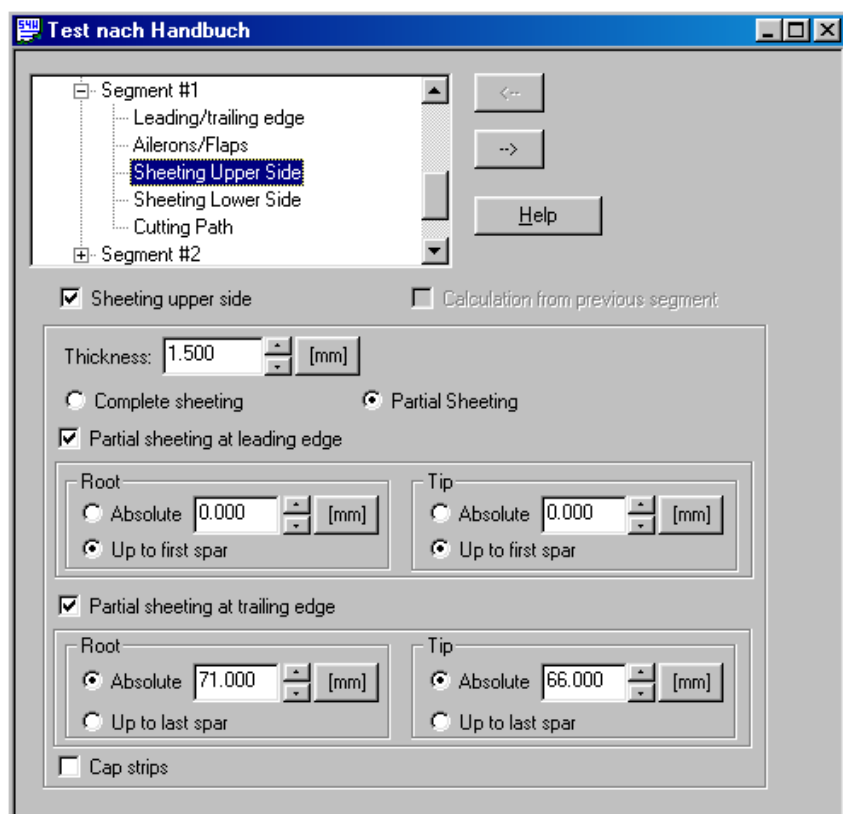 S4W Test nach Handbuch
Segment #1
Leading/trailing edge
Ailerons/Flaps
Sheeting Upper Side
Sheeting Lower Side
Cutting Path
Segment #2
<--
-->
Help
Sheeting upper side
Calculation from previous segment
Thickness: 1.500 [mm]
Complete sheeting
Partial Sheeting
Partial sheeting at leading edge
Root
Absolute 0.000 [mm]
Up to first spar
Tip
Absolute 0.000 [mm]
Up to first spar
Partial sheeting at trailing edge
Root
Absolute 71.000 [mm]
Up to last spar
Tip
Absolute 66.000 [mm]
Up to last spar
Cap strips